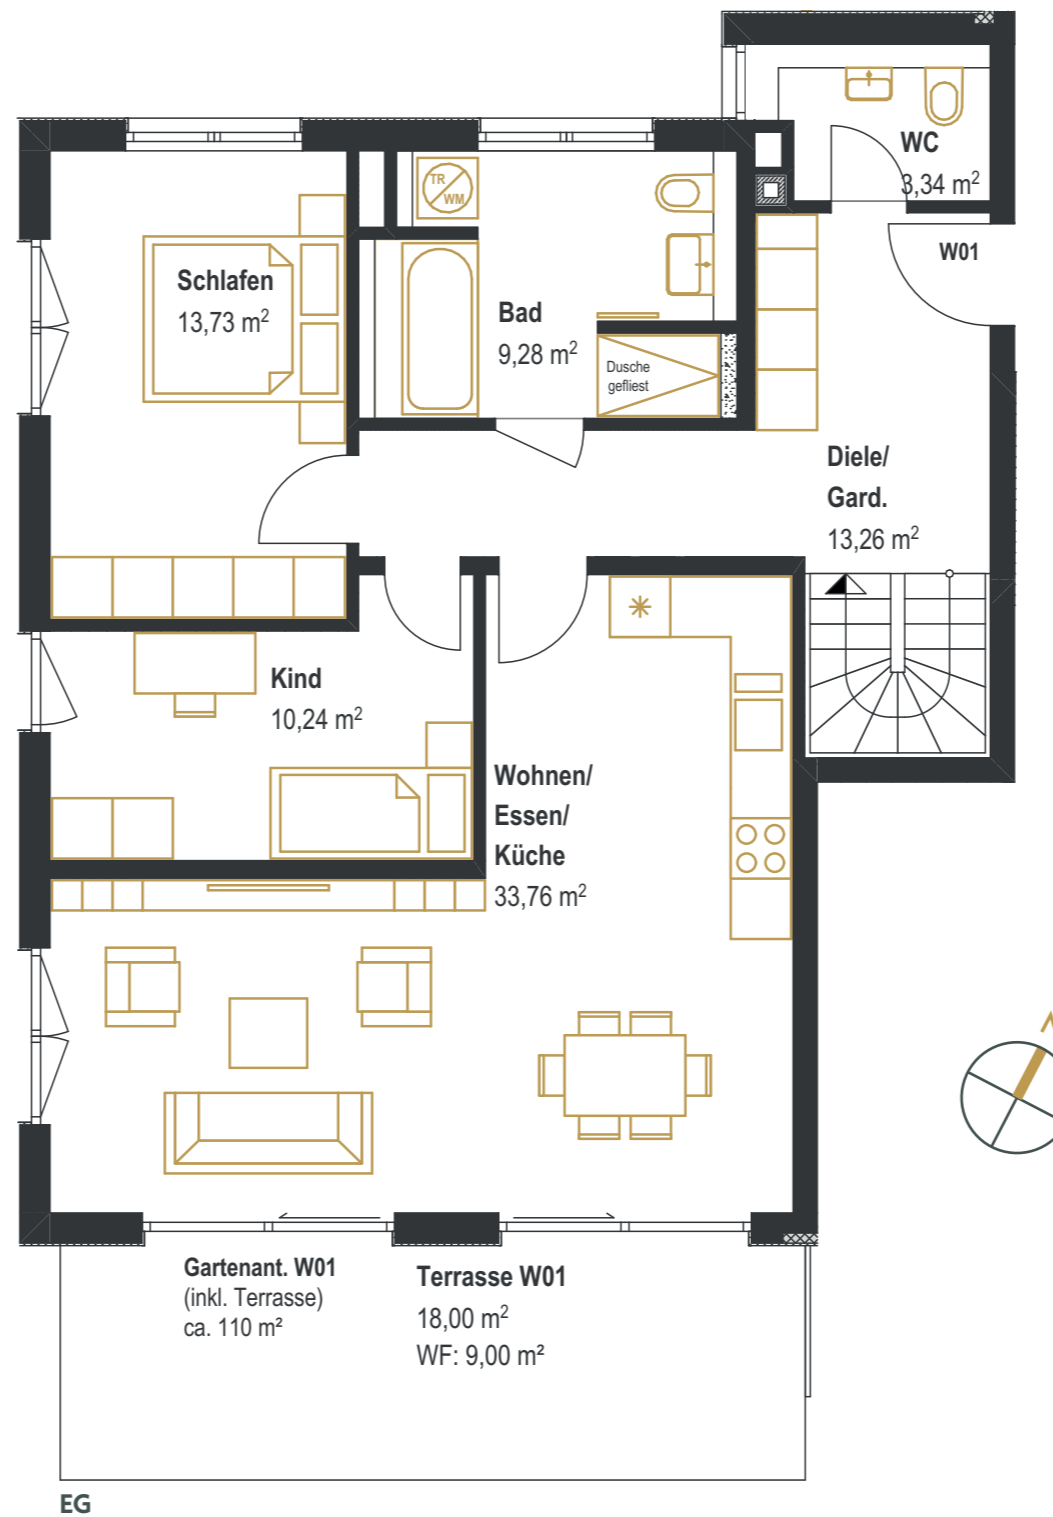 WC
3,34 m²
W01
TR
WM
Schlafen
13,73 m²
Bad
9,28 m²
Dusche
gefliest
Diele/
Gard.
13,26 m²
Kind
10,24 m²
Wohnen/
Essen/
Küche
33,76 m²
Gartenant. W01
(inkl. Terrasse)
ca. 110 m²
Terrasse W01
18,00 m²
WF: 9,00 m²
EG